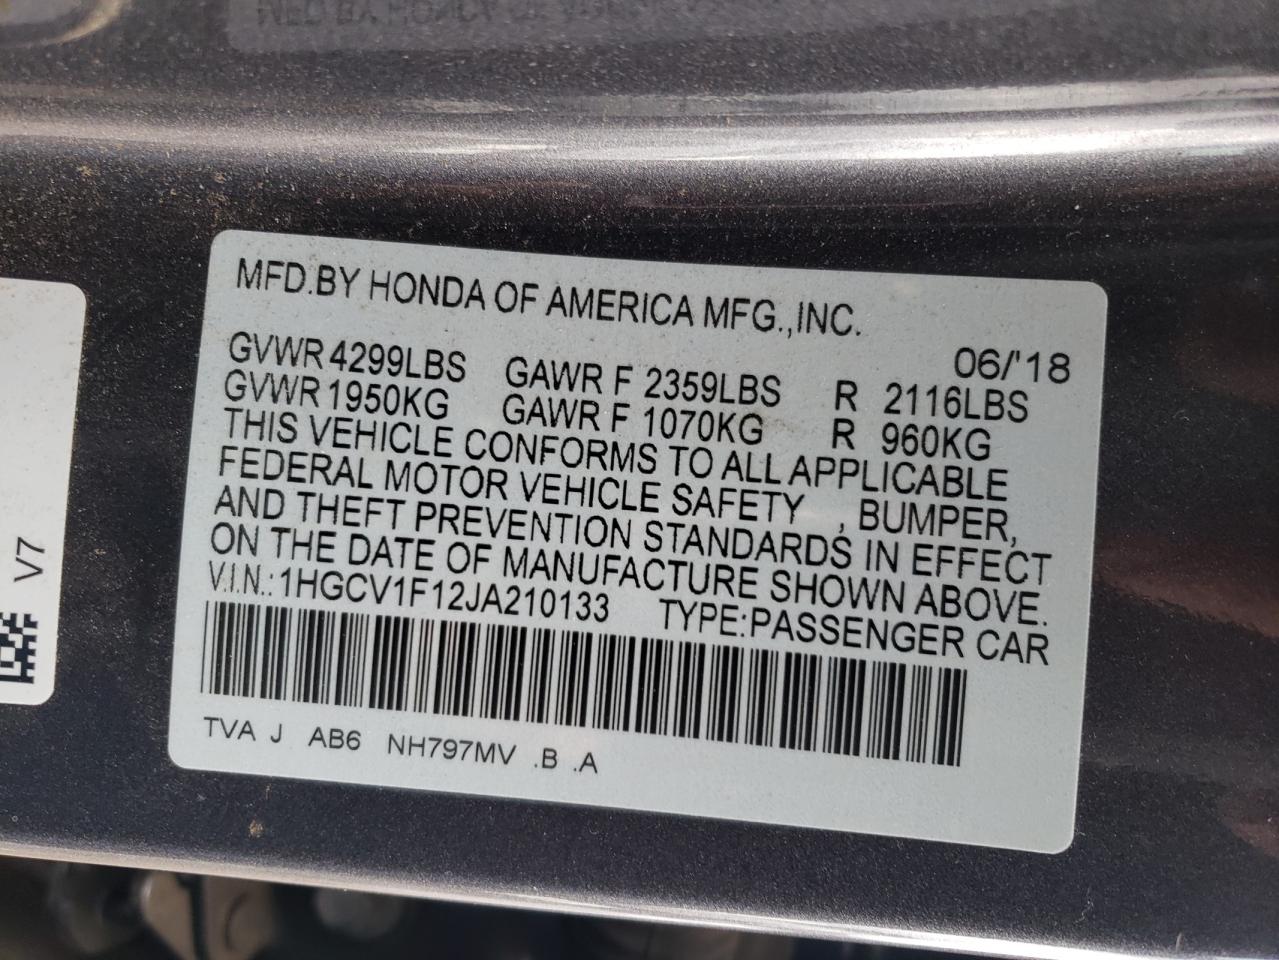 MFD.BY HONDA OF AMERICA MFG.,INC.
06/'18
GVWR 4299LBS GAWR F 2359LBS R 2116LBS
GVWR 1950KG GAWR F 1070KG R 960KG
THIS VEHICLE CONFORMS TO ALL APPLICABLE
FEDERAL MOTOR VEHICLE SAFETY , BUMPER,
AND THEFT PREVENTION STANDARDS IN EFFECT
ON THE DATE OF MANUFACTURE SHOWN ABOVE.
V.I.N.:1HGCV1F12JA210133 TYPE:PASSENGER CAR
TVA J AB6 NH797MV .B .A
V7